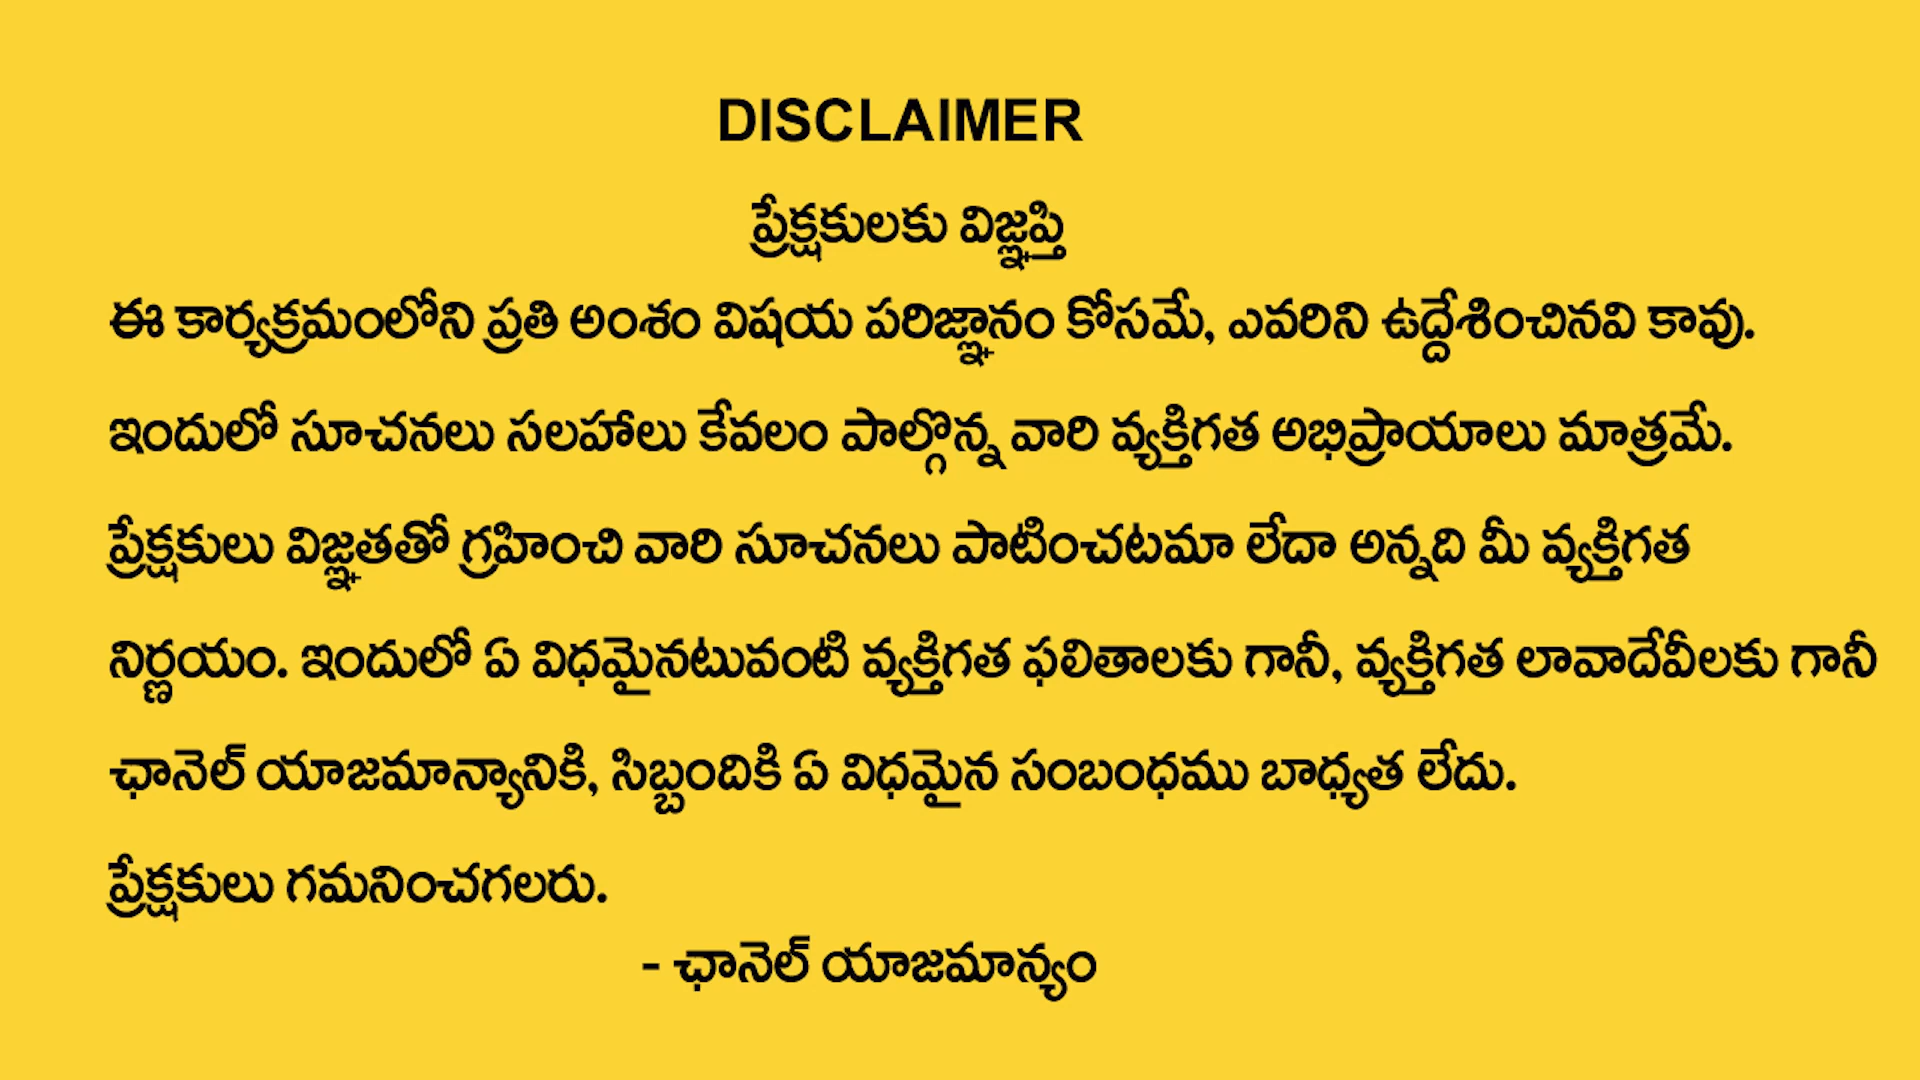 DISCLAIMER
ప్రేక్షకులకు విజ్ఞప్తి
ఈ కార్యక్రమంలోని ప్రతి అంశం విషయ పరిజ్ఞానం కోసమే, ఎవరిని ఉద్దేశించినవి కావు.
ఇందులో సూచనలు సలహాలు కేవలం పాల్గొన్న వారి వ్యక్తిగత అభిప్రాయాలు మాత్రమే.
ప్రేక్షకులు విజ్ఞతతో గ్రహించి వారి సూచనలు పాటించటమా లేదా అన్నది మీ వ్యక్తిగత
నిర్ణయం. ఇందులో ఏ విధమైనటువంటి వ్యక్తిగత ఫలితాలకు గానీ, వ్యక్తిగత లావాదేవీలకు గానీ
ఛానెల్ యాజమాన్యానికి, సిబ్బందికి ఏ విధమైన సంబంధము బాధ్యత లేదు.
ప్రేక్షకులు గమనించగలరు.
- ఛానెల్ యాజమాన్యం